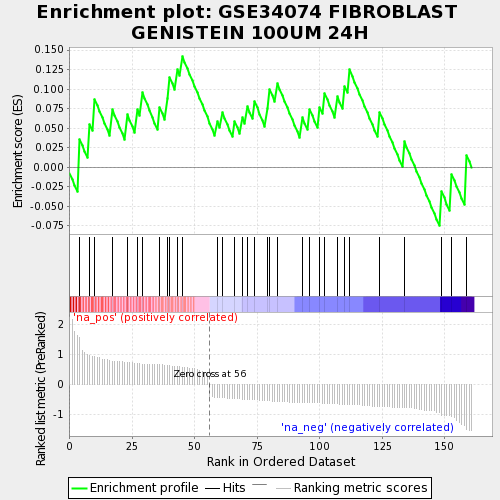 Enrichment plot: GSE34074 FIBROBLAST
GENISTEIN 100UM 24H
Enrichment score (ES)
0.150
0.125
0.100
0.075
0.050
0.025
0.000
-0.025
-0.050
-0.075
'na_pos' (positively correlated)
Ranked list metric (PreRanked)
2
1
0
-1
Zero cross at 56
'na_neg' (negatively correlated)
0 25 50 75 100 125 150
Rank in Ordered Dataset
Enrichment profile Hits Ranking metric scores